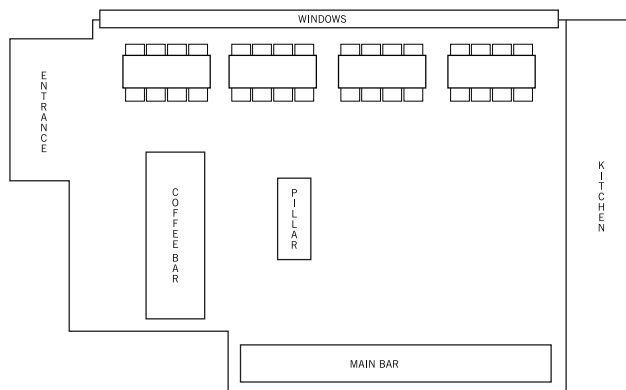 WINDOWS
ENTRANCE
COFFEE BAR
PILLAR
KITCHEN
MAIN BAR